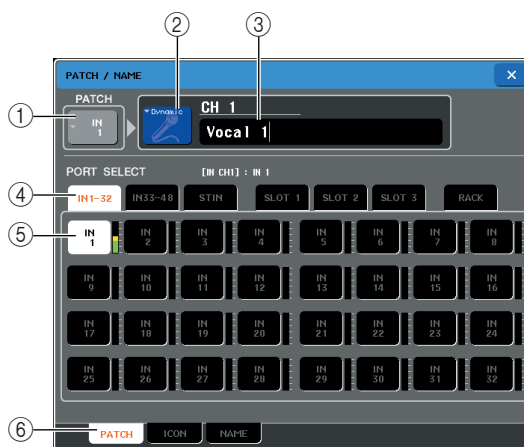 ② ③
PATCH / NAME ×
① PATCH
IN
1
Dynamic
CH 1
Vocal 1
PORT SELECT [IN CH1] : IN 1
④ IN1-32 IN33-48 STIN SLOT 1 SLOT 2 SLOT 3 RACK
⑤ IN 1 IN 2 IN 3 IN 4 IN 5 IN 6 IN 7 IN 8
IN 9 IN 10 IN 11 IN 12 IN 13 IN 14 IN 15 IN 16
IN 17 IN 18 IN 19 IN 20 IN 21 IN 22 IN 23 IN 24
IN 25 IN 26 IN 27 IN 28 IN 29 IN 30 IN 31 IN 32
⑥ PATCH ICON NAME